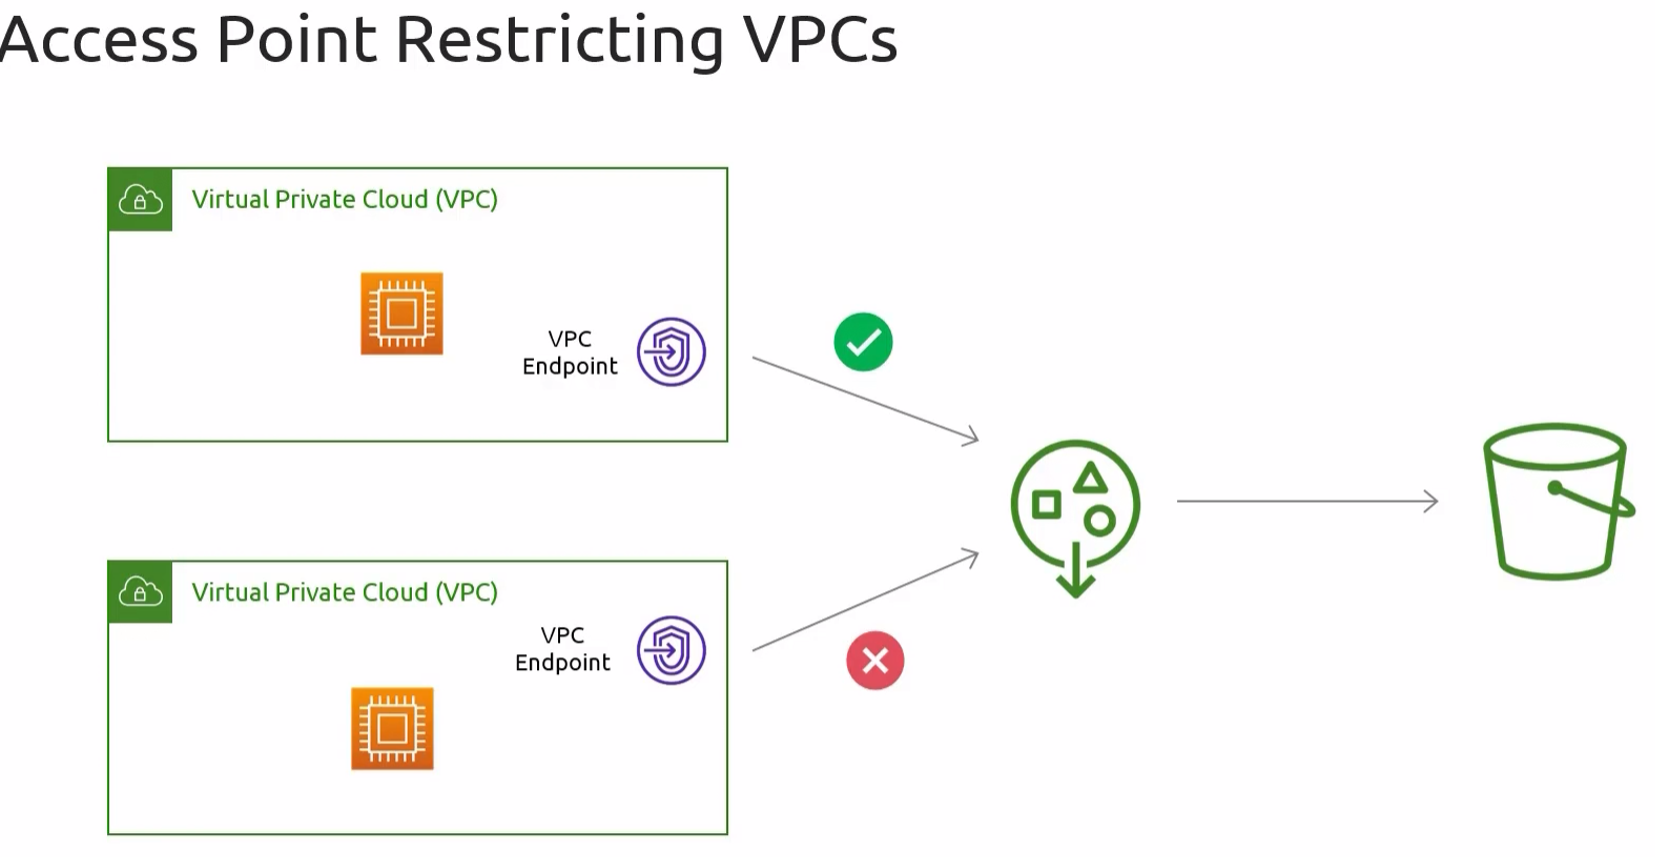 Access Point Restricting VPCs
Virtual Private Cloud (VPC)
VPC
Endpoint
Virtual Private Cloud (VPC)
VPC
Endpoint